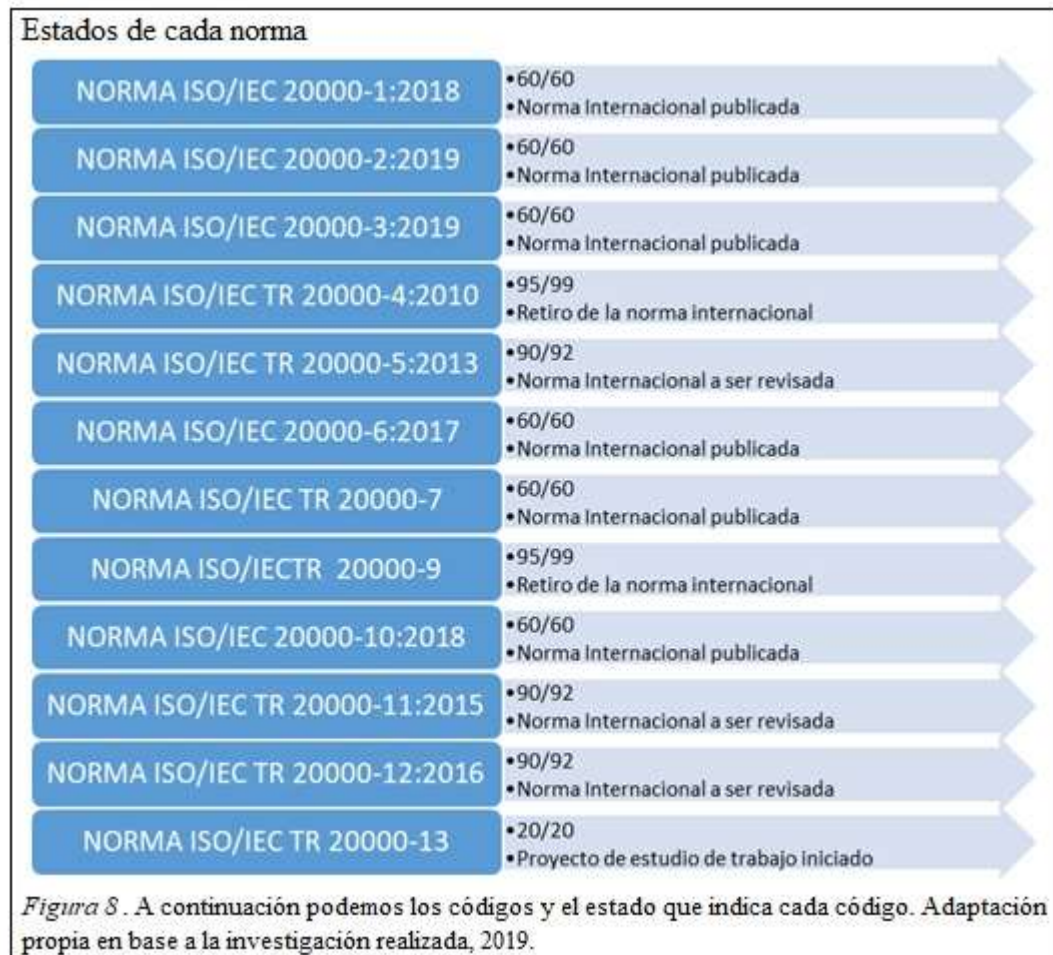 Estados de cada norma
NORMA ISO/IEC 20000-1:2018
•60/60
•Norma Internacional publicada
NORMA ISO/IEC 20000-2:2019
•60/60
•Norma Internacional publicada
NORMA ISO/IEC 20000-3:2019
•60/60
•Norma Internacional publicada
NORMA ISO/IEC TR 20000-4:2010
•95/99
•Retiro de la norma internacional
NORMA ISO/IEC TR 20000-5:2013
•90/92
•Norma Internacional a ser revisada
NORMA ISO/IEC 20000-6:2017
•60/60
•Norma Internacional publicada
NORMA ISO/IEC TR 20000-7
•60/60
•Norma Internacional publicada
NORMA ISO/IECTR 20000-9
•95/99
•Retiro de la norma internacional
NORMA ISO/IEC 20000-10:2018
•60/60
•Norma Internacional publicada
NORMA ISO/IEC TR 20000-11:2015
•90/92
•Norma Internacional a ser revisada
NORMA ISO/IEC TR 20000-12:2016
•90/92
•Norma Internacional a ser revisada
NORMA ISO/IEC TR 20000-13
•20/20
•Proyecto de estudio de trabajo iniciado
Figura 8 . A continuación podemos los códigos y el estado que indica cada código. Adaptación
propia en base a la investigación realizada, 2019.